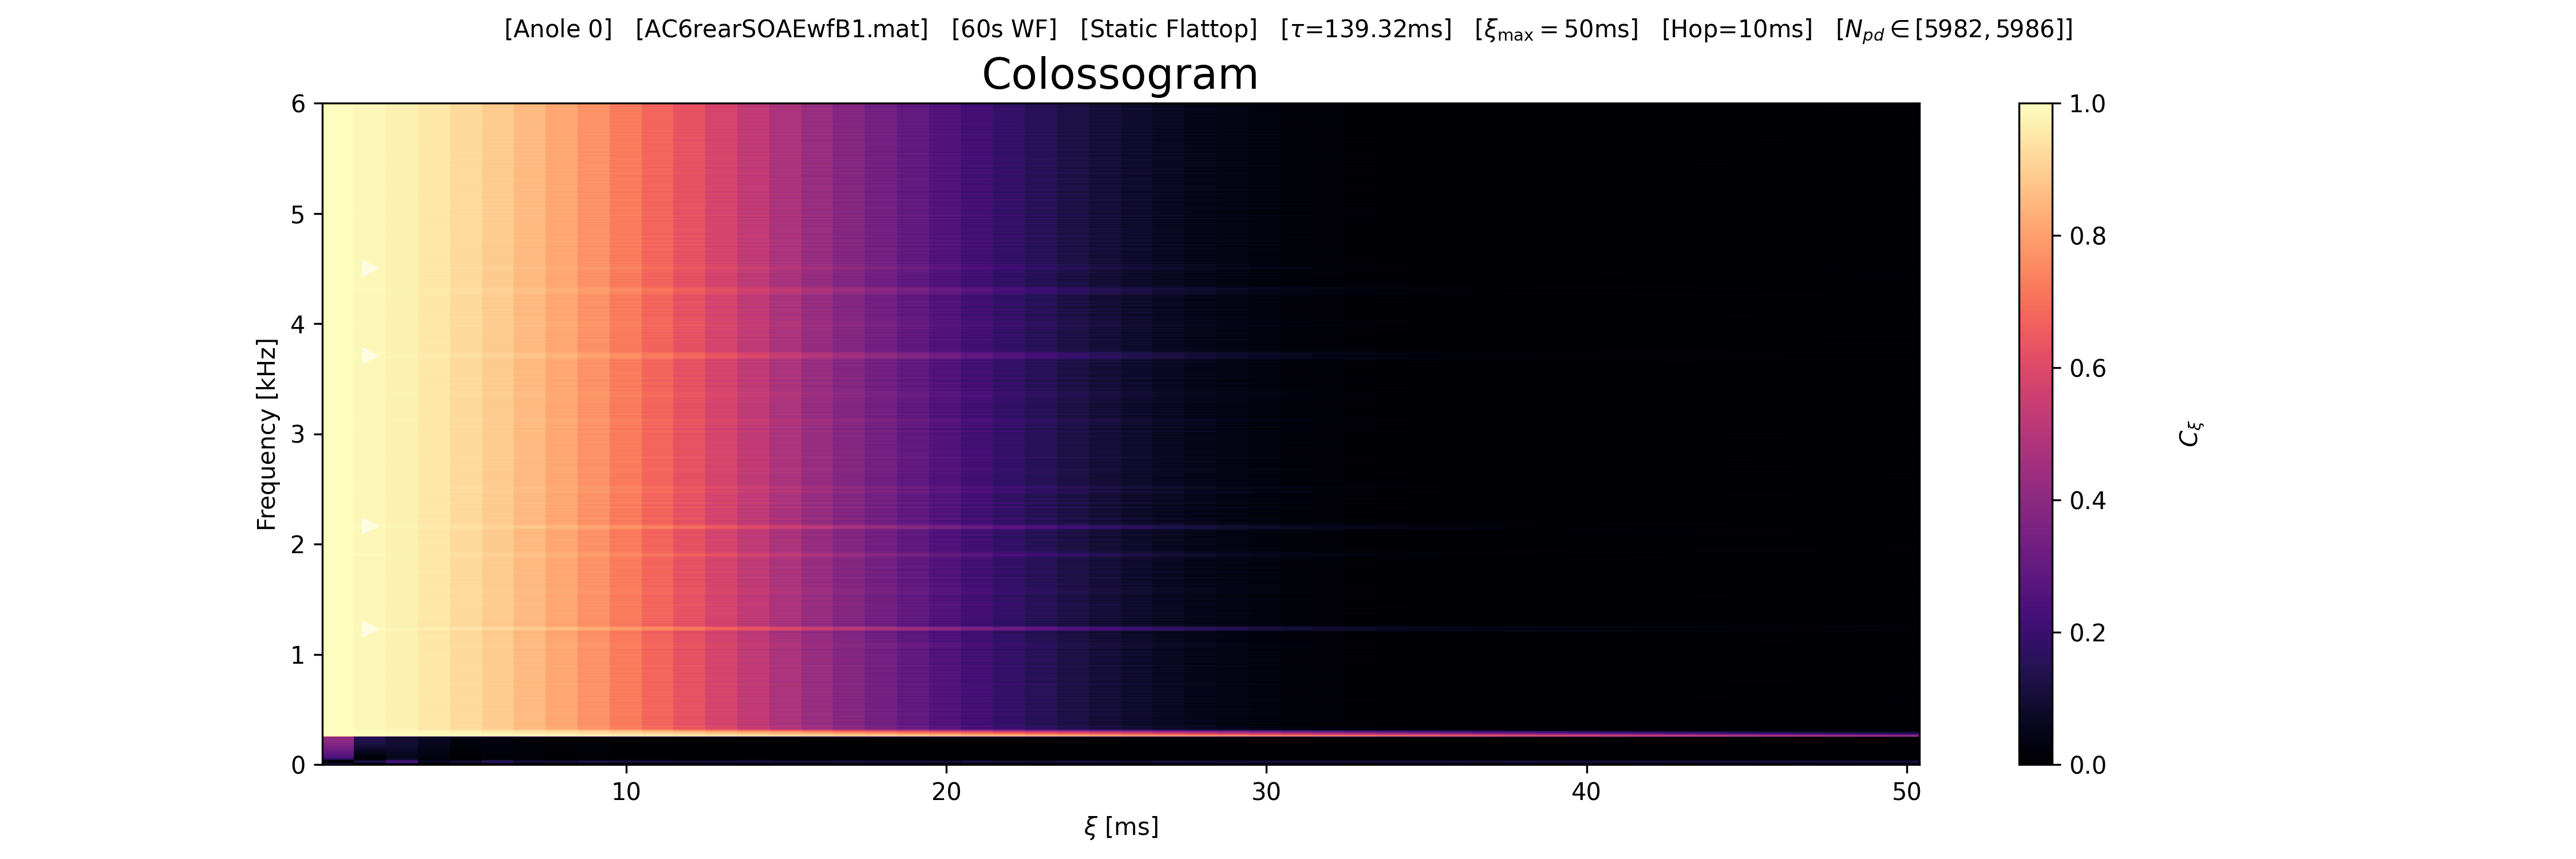 [Anole 0] [AC6rearSOAEwfB1.mat] [60s WF] [Static Flattop] [τ=139.32ms] [ξmax = 50ms] [Hop=10ms] [Npd ∈ [5982, 5986]]
Colossogram
Frequency [kHz]
6
5
4
3
2
1
0
10 20 30 40 50
ξ [ms]
1.0
0.8
0.6
0.4
0.2
0.0
Cξ